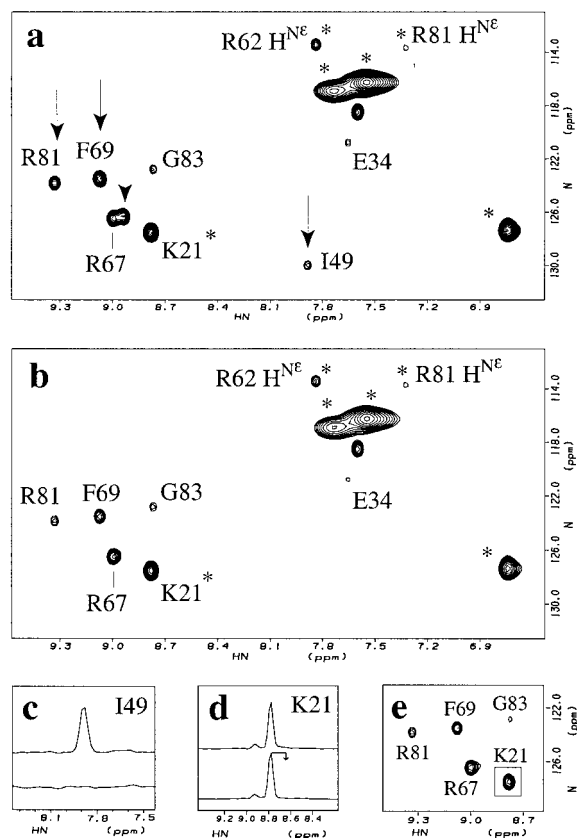 a
R62 H^Nε * * R81 H^Nε
* *
R81 F69 G83
E34
R67 K21 * I49 *
114.0 118.0 122.0 126.0 130.0
N (ppm)
9.3 9.0 8.7 8.4 8.1 7.8 7.5 7.2 6.9
HN (ppm)
b
R62 H^Nε * * R81 H^Nε
* *
R81 F69 G83
E34
R67 K21 * *
114.0 118.0 122.0 126.0 130.0
N (ppm)
9.3 9.0 8.7 8.4 8.1 7.8 7.5 7.2 6.9
HN (ppm)
c I49
8.1 7.9 7.7 7.5
HN (ppm)
d K21
9.2 9.0 8.8 8.6 8.4
HN (ppm)
e
F69 G83
R81 K21
R67
122.0 126.0
N (ppm)
9.3 9.0 8.7
HN (ppm)